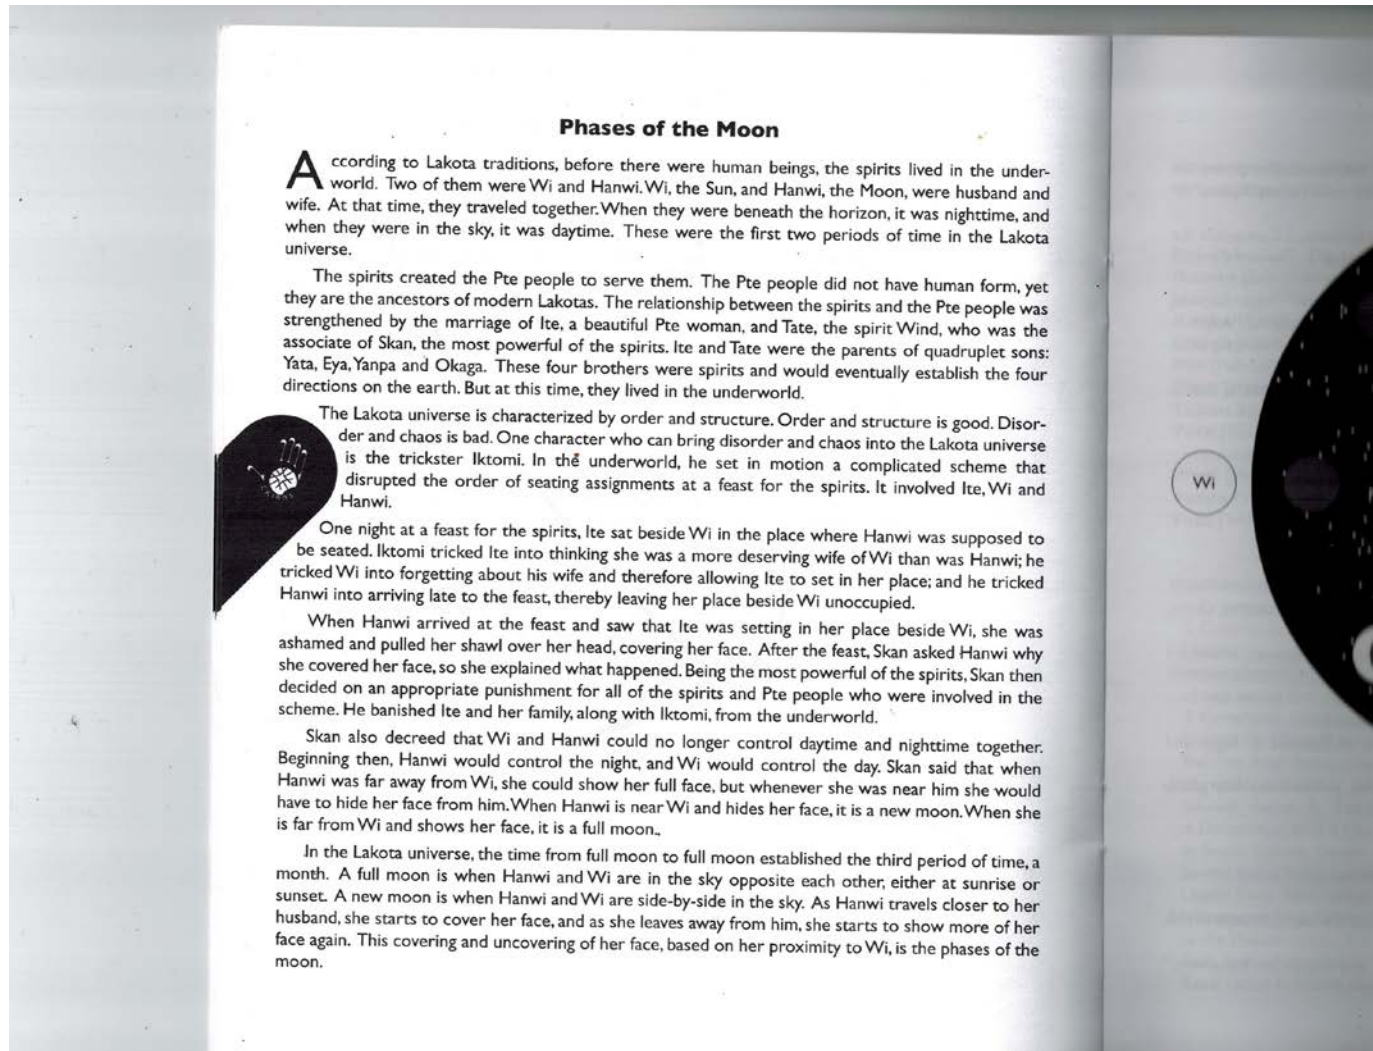 Phases of the Moon
According to Lakota traditions, before there were human beings, the spirits lived in the under-
world. Two of them were Wi and Hanwi. Wi, the Sun, and Hanwi, the Moon, were husband and
wife. At that time, they traveled together. When they were beneath the horizon, it was nighttime, and
when they were in the sky, it was daytime. These were the first two periods of time in the Lakota
universe.
The spirits created the Pte people to serve them. The Pte people did not have human form, yet
they are the ancestors of modern Lakotas. The relationship between the spirits and the Pte people was
strengthened by the marriage of Ite, a beautiful Pte woman, and Tate, the spirit Wind, who was the
associate of Skan, the most powerful of the spirits. Ite and Tate were the parents of quadruplet sons:
Yata, Eya, Yanpa and Okaga. These four brothers were spirits and would eventually establish the four
directions on the earth. But at this time, they lived in the underworld.
The Lakota universe is characterized by order and structure. Order and structure is good. Disor-
der and chaos is bad. One character who can bring disorder and chaos into the Lakota universe
is the trickster Iktomi. In the underworld, he set in motion a complicated scheme that
disrupted the order of seating assignments at a feast for the spirits. It involved Ite, Wi and
Hanwi.
One night at a feast for the spirits, Ite sat beside Wi in the place where Hanwi was supposed to
be seated. Iktomi tricked Ite into thinking she was a more deserving wife of Wi than was Hanwi; he
tricked Wi into forgetting about his wife and therefore allowing Ite to set in her place; and he tricked
Hanwi into arriving late to the feast, thereby leaving her place beside Wi unoccupied.
When Hanwi arrived at the feast and saw that Ite was setting in her place beside Wi, she was
ashamed and pulled her shawl over her head, covering her face. After the feast, Skan asked Hanwi why
she covered her face, so she explained what happened. Being the most powerful of the spirits, Skan then
decided on an appropriate punishment for all of the spirits and Pte people who were involved in the
scheme. He banished Ite and her family, along with Iktomi, from the underworld.
Skan also decreed that Wi and Hanwi could no longer control daytime and nighttime together.
Beginning then, Hanwi would control the night, and Wi would control the day. Skan said that when
Hanwi was far away from Wi, she could show her full face, but whenever she was near him she would
have to hide her face from him. When Hanwi is near Wi and hides her face, it is a new moon. When she
is far from Wi and shows her face, it is a full moon.
In the Lakota universe, the time from full moon to full moon established the third period of time, a
month. A full moon is when Hanwi and Wi are in the sky opposite each other, either at sunrise or
sunset. A new moon is when Hanwi and Wi are side-by-side in the sky. As Hanwi travels closer to her
husband, she starts to cover her face, and as she leaves away from him, she starts to show more of her
face again. This covering and uncovering of her face, based on her proximity to Wi, is the phases of the
moon.
Wi